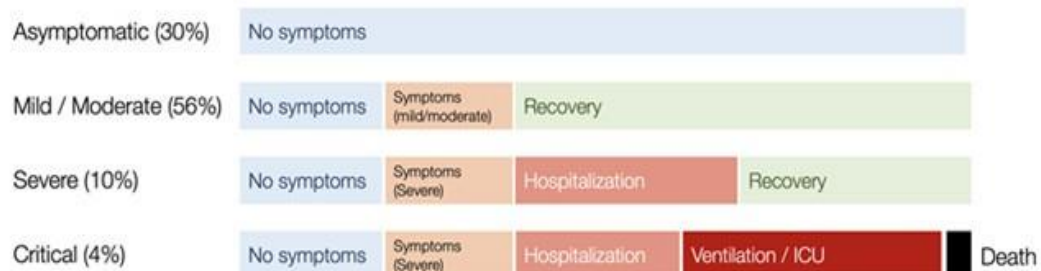 Asymptomatic (30%) No symptoms
Mild / Moderate (56%) No symptoms Symptoms (mild/moderate) Recovery
Severe (10%) No symptoms Symptoms (Severe) Hospitalization Recovery
Critical (4%) No symptoms Symptoms (Severe) Hospitalization Ventilation / ICU Death